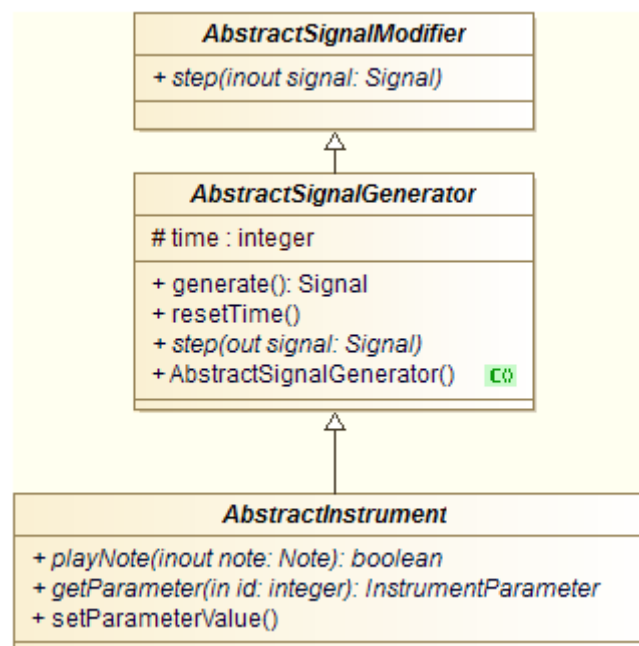 AbstractSignalModifier
+ step(inout signal: Signal)
AbstractSignalGenerator
# time : integer
+ generate(): Signal
+ resetTime()
+ step(out signal: Signal)
+ AbstractSignalGenerator() C()
AbstractInstrument
+ playNote(inout note: Note): boolean
+ getParameter(in id: integer): InstrumentParameter
+ setParameterValue()